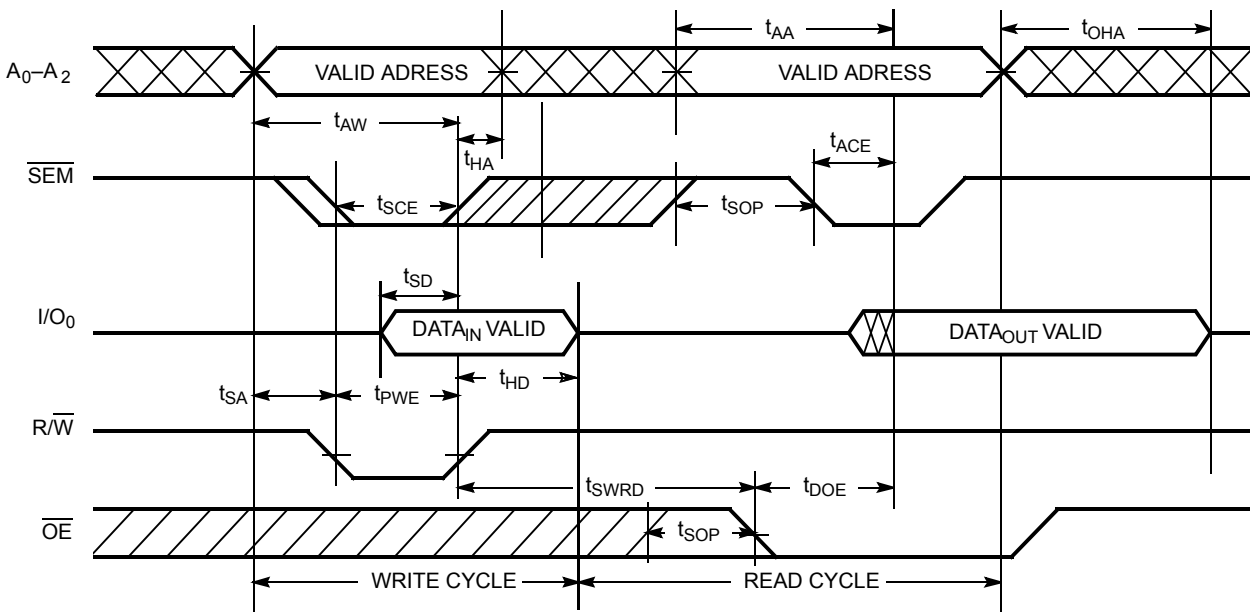 tAA
tOHA
A0–A2
VALID ADRESS
VALID ADRESS
tAW
tHA
tACE
SEM
tSCE
tSOP
tSD
I/O0
DATAIN VALID
DATAOUT VALID
tHD
tSA
tPWE
R/W
tSWRD
tDOE
OE
tSOP
WRITE CYCLE
READ CYCLE